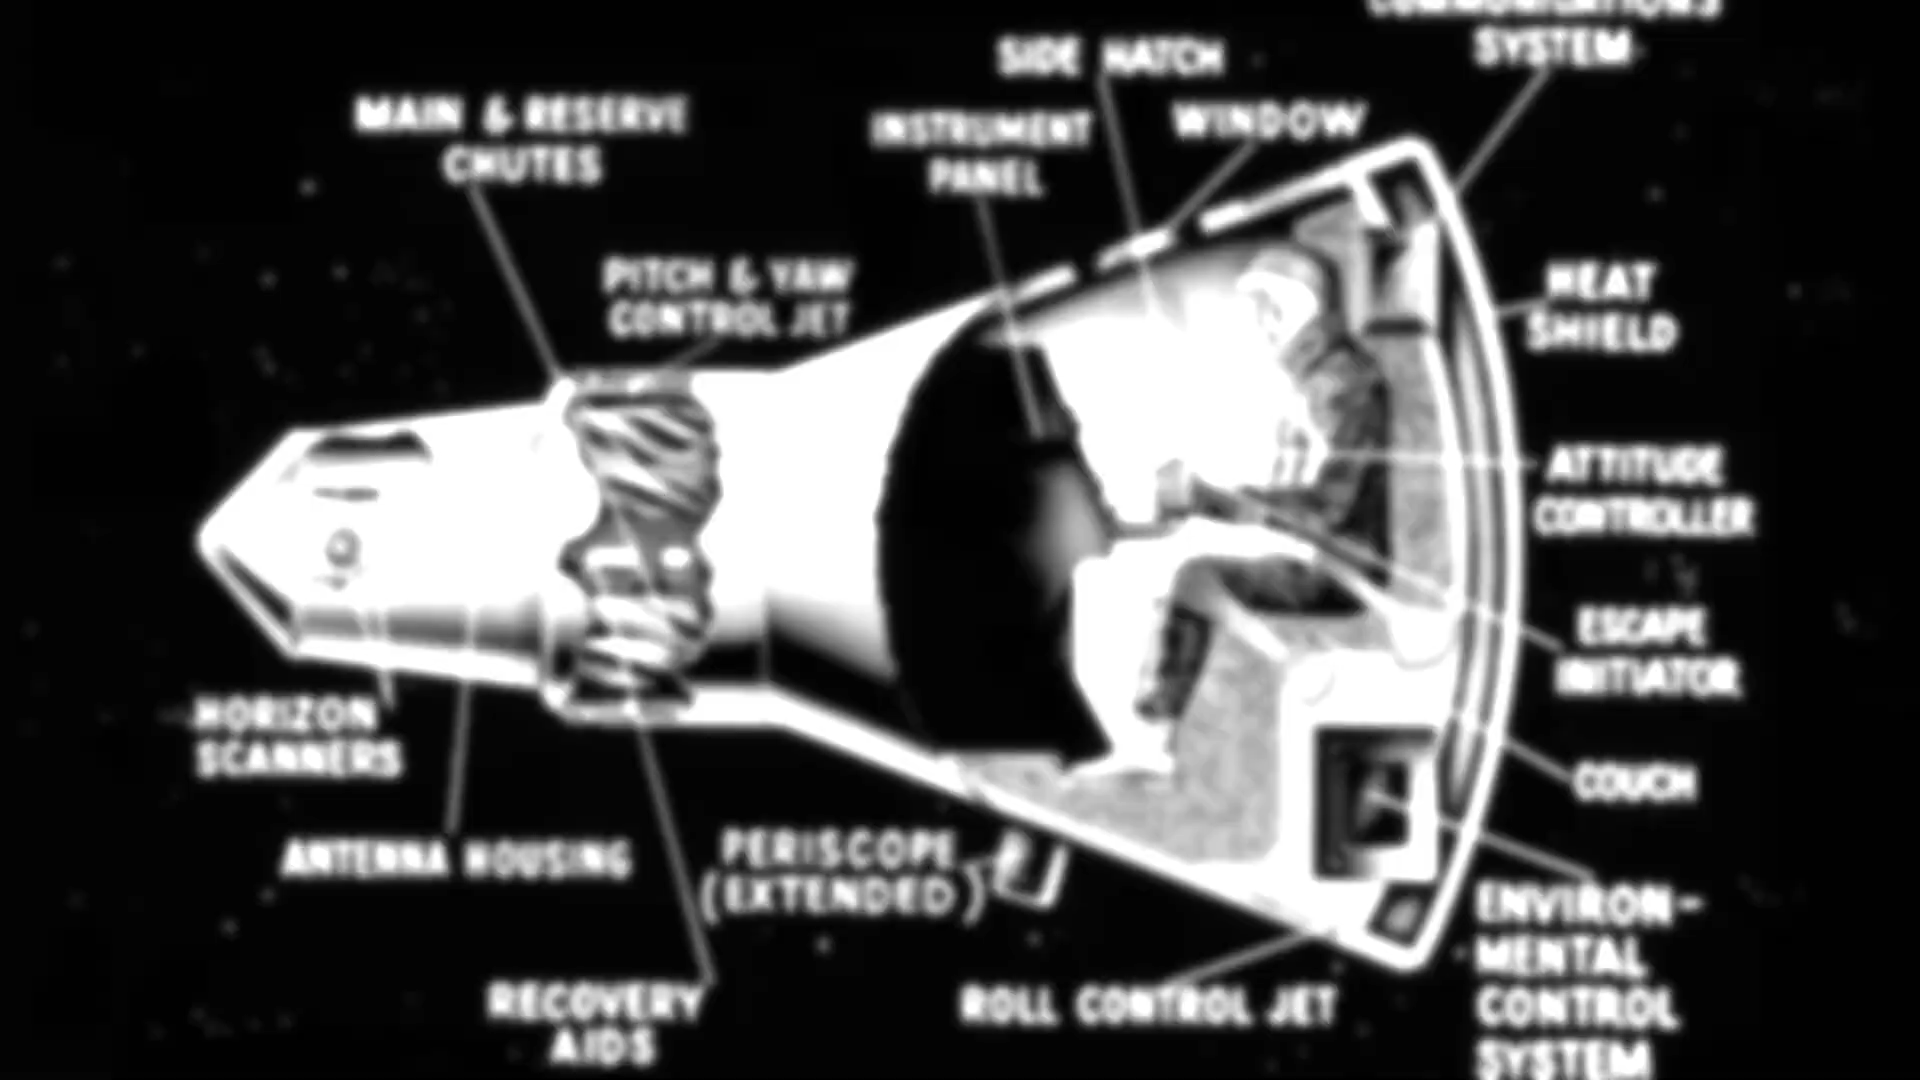 COMMUNICATIONS
SYSTEM
SIDE HATCH
MAIN & RESERVE
CHUTES
INSTRUMENT
PANEL
WINDOW
PITCH & YAW
CONTROL JET
HEAT
SHIELD
ATTITUDE
CONTROLLER
ESCAPE
INITIATOR
HORIZON
SCANNERS
COUCH
ANTENNA HOUSING
PERISCOPE
(EXTENDED)
ENVIRON-
MENTAL
CONTROL
SYSTEM
RECOVERY
AIDS
ROLL CONTROL JET